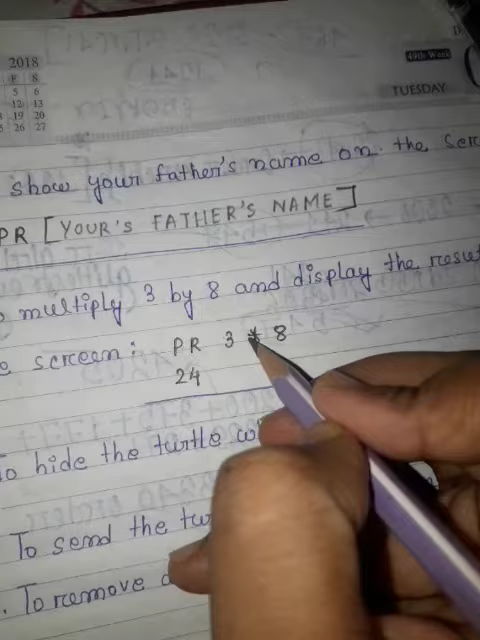 2018
49th Week
F S
TUESDAY
5 6
12 13
19 20
26 27
show your father's name on the
PR [YOUR'S FATHER'S NAME]
multiply 3 by 8 and display the
screen: PR 3 * 8
24
To hide the turtle
To send the
To remove